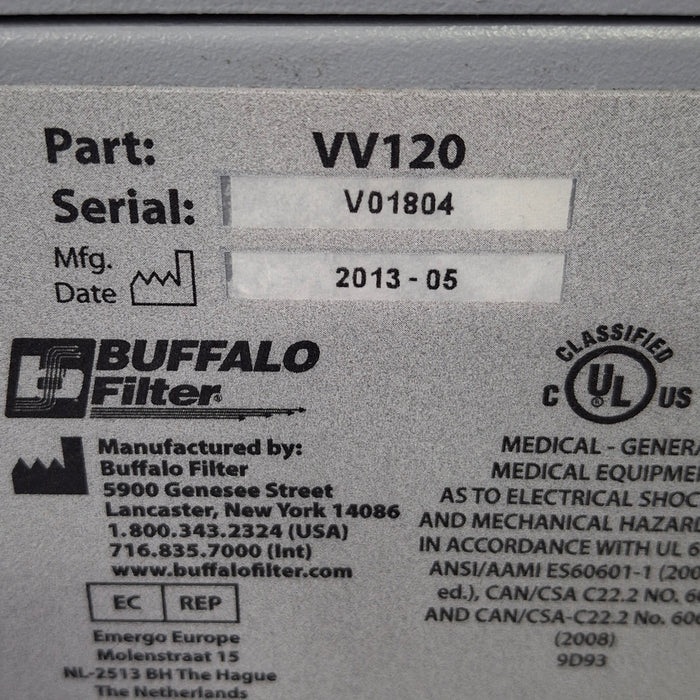 Part: VV120
Serial: V01804
Mfg.
Date 2013-05
BUFFALO
Filter®
Manufactured by:
Buffalo Filter
5900 Genesee Street
Lancaster, New York 14086
1.800.343.2324 (USA)
716.835.7000 (Int)
www.buffalofilter.com
EC REP
Emergo Europe
Molenstraat 15
NL-2513 BH The Hague
The Netherlands
CLASSIFIED
C UL® US
MEDICAL - GENERA
MEDICAL EQUIPME
AS TO ELECTRICAL SHOC
AND MECHANICAL HAZAR
IN ACCORDANCE WITH UL 6
ANSI/AAMI ES60601-1 (200
ed.), CAN/CSA C22.2 NO. 60
AND CAN/CSA-C22.2 No. 606
(2008)
9D93